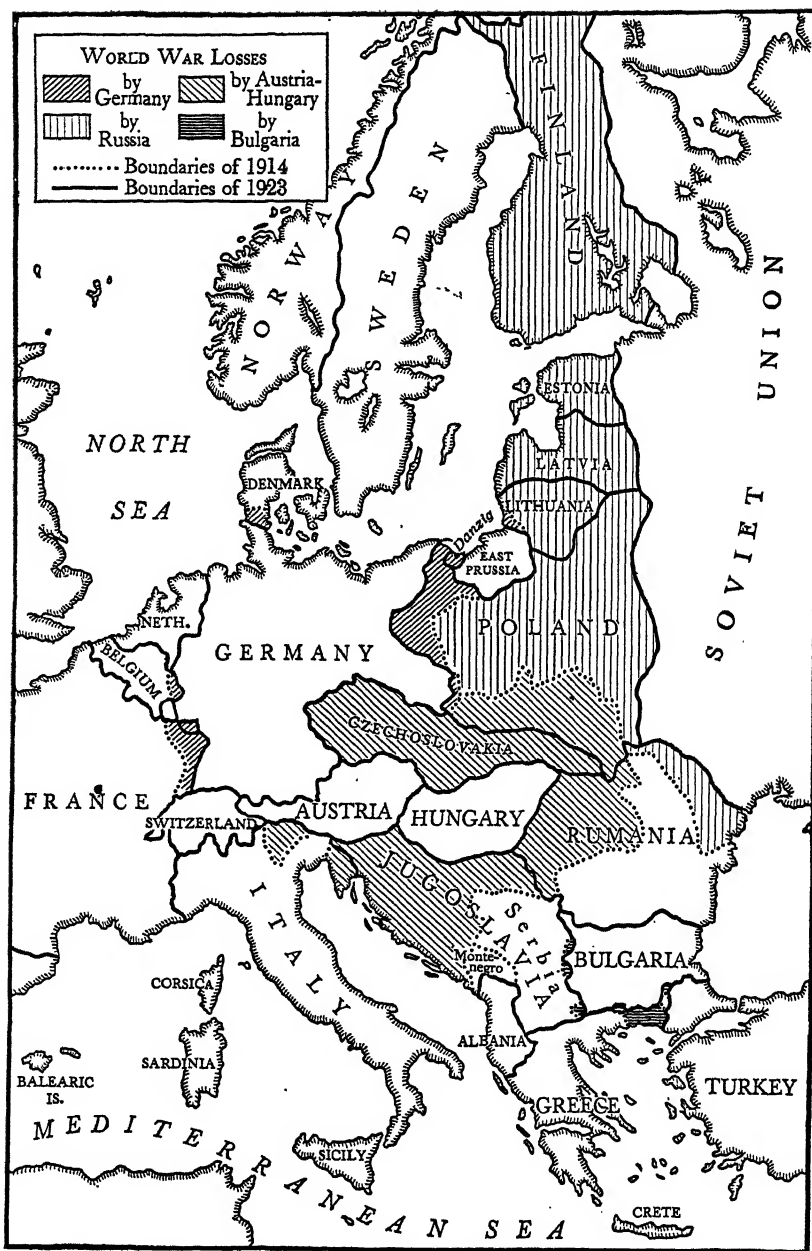 WORLD WAR LOSSES
by Germany
by Austria-Hungary
by Russia
by Bulgaria
Boundaries of 1914
Boundaries of 1923
FINLAND
NORWAY
SWEDEN
SOVIET UNION
ESTONIA
NORTH SEA
LATVIA
DENMARK
LITHUANIA
Danzig
EAST PRUSSIA
NETH.
POLAND
GERMANY
BELGIUM
CZECHOSLOVAKIA
FRANCE
SWITZERLAND
AUSTRIA
HUNGARY
RUMANIA
JUGOSLAVIA
ITALY
Serbia
Monte-negro
BULGARIA
CORSICA
ALBANIA
SARDINIA
BALEARIC IS.
TURKEY
GREECE
MEDITERRANEAN SEA
SICILY
CRETE